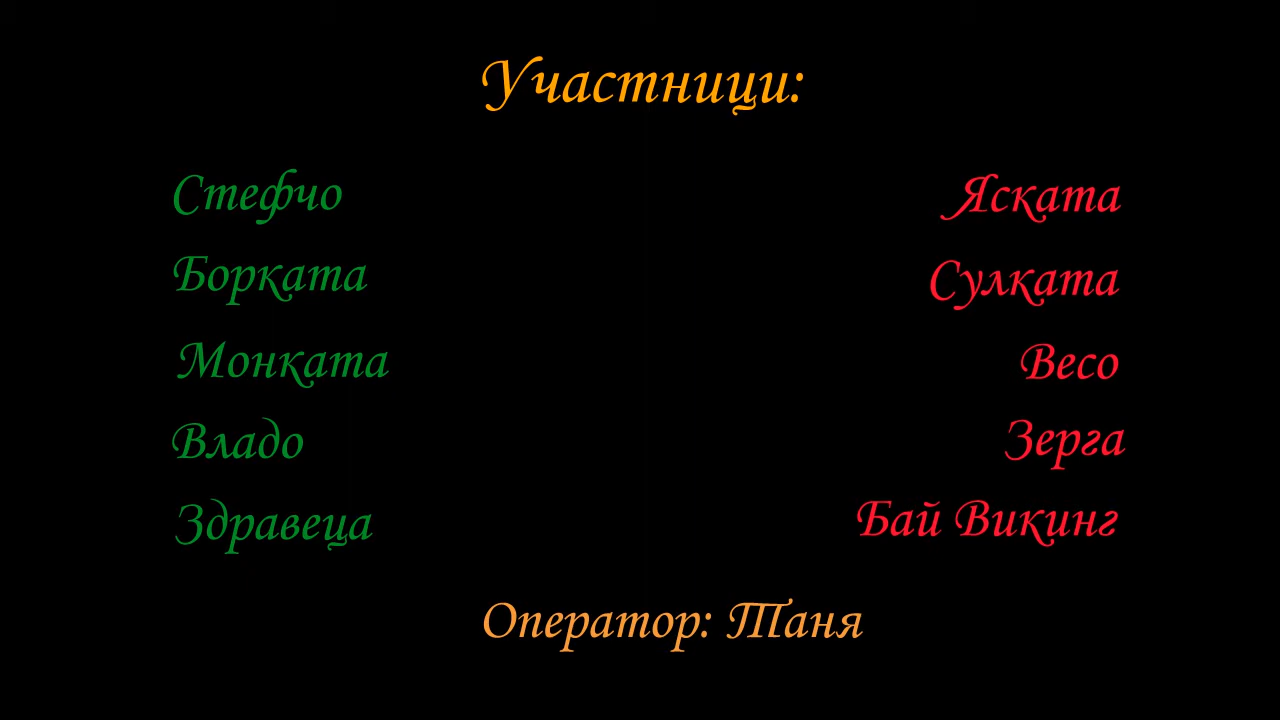 Участници:
Стефчо
Борката
Монката
Владо
Здравеца
Яската
Сулката
Весо
Зерга
Бай Викинг
Оператор: Таня